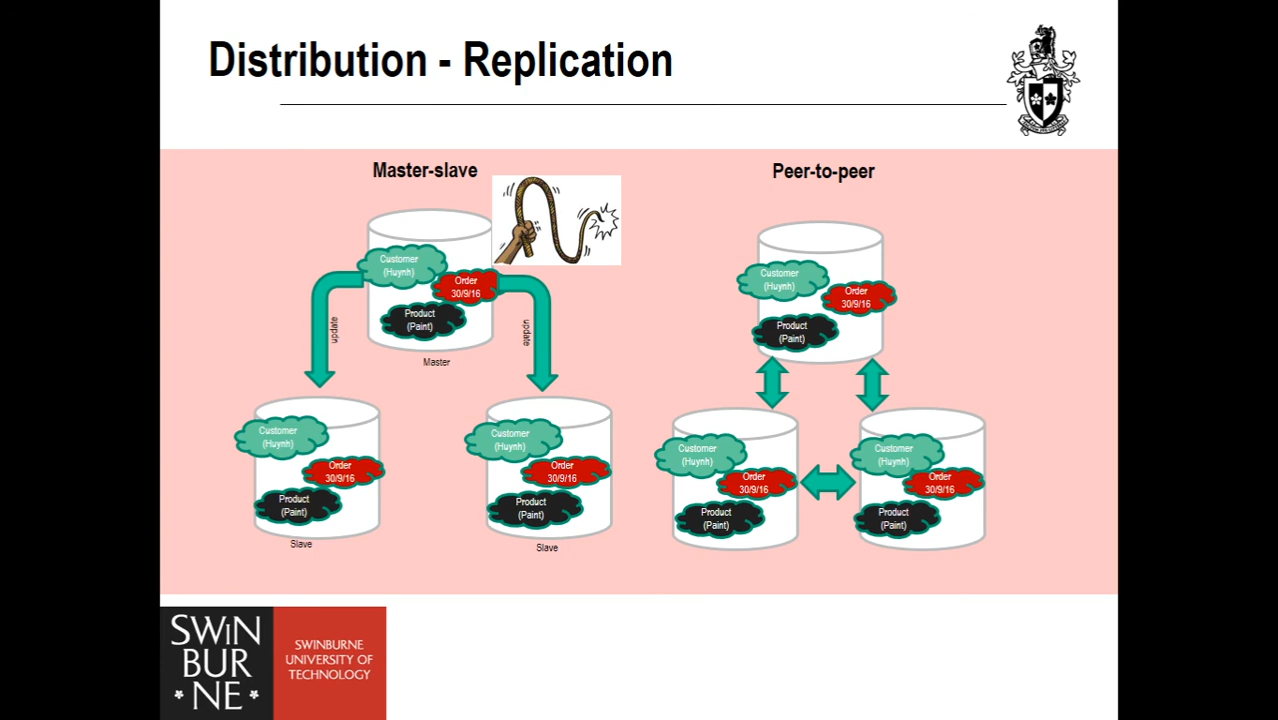 Distribution - Replication
Master-slave
Customer
(Huynh)
Order
30/9/16
Product
(Paint)
update
update
Master
Customer
(Huynh)
Order
30/9/16
Product
(Paint)
Slave
Customer
(Huynh)
Order
30/9/16
Product
(Paint)
Slave
Peer-to-peer
Customer
(Huynh)
Order
30/9/16
Product
(Paint)
Customer
(Huynh)
Order
30/9/16
Product
(Paint)
Customer
(Huynh)
Order
30/9/16
Product
(Paint)
SWIN
BUR
NE
SWINBURNE
UNIVERSITY OF
TECHNOLOGY